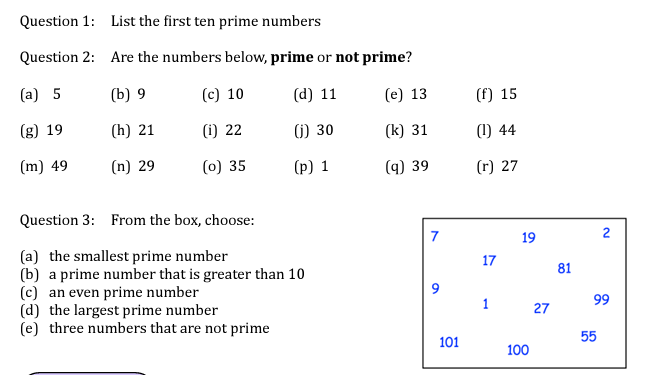 Question 1: List the first ten prime numbers
Question 2: Are the numbers below, prime or not prime?
(a) 5 (b) 9 (c) 10 (d) 11 (e) 13 (f) 15
(g) 19 (h) 21 (i) 22 (j) 30 (k) 31 (l) 44
(m) 49 (n) 29 (o) 35 (p) 1 (q) 39 (r) 27
Question 3: From the box, choose:
(a) the smallest prime number
(b) a prime number that is greater than 10
(c) an even prime number
(d) the largest prime number
(e) three numbers that are not prime
7 19 2
17 81
9 1 27 99
101 100 55